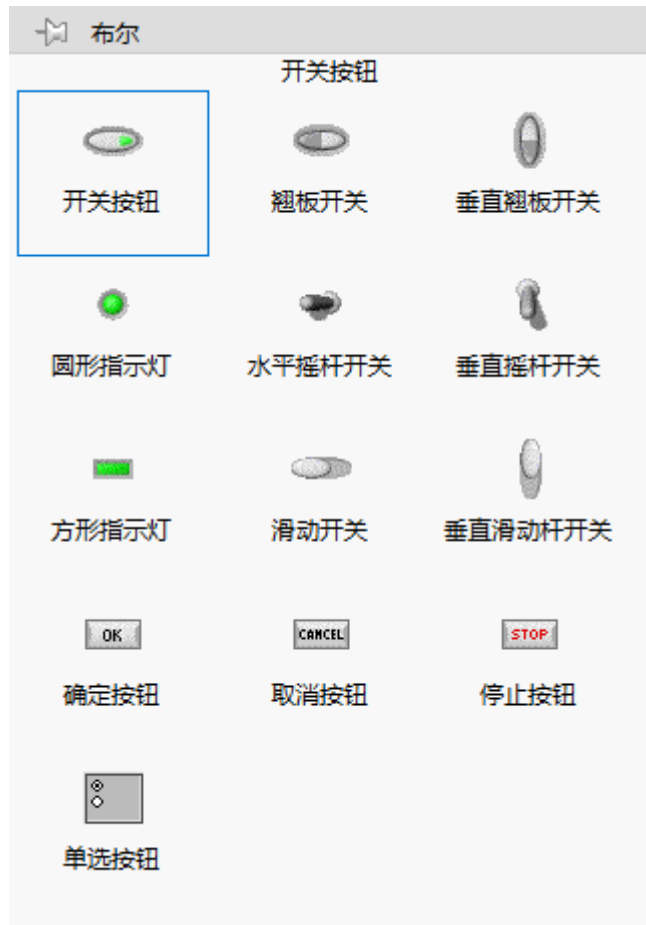 布尔
开关按钮
开关按钮 翘板开关 垂直翘板开关
圆形指示灯 水平摇杆开关 垂直摇杆开关
方形指示灯 滑动开关 垂直滑动杆开关
OK CANCEL STOP
确定按钮 取消按钮 停止按钮
单选按钮